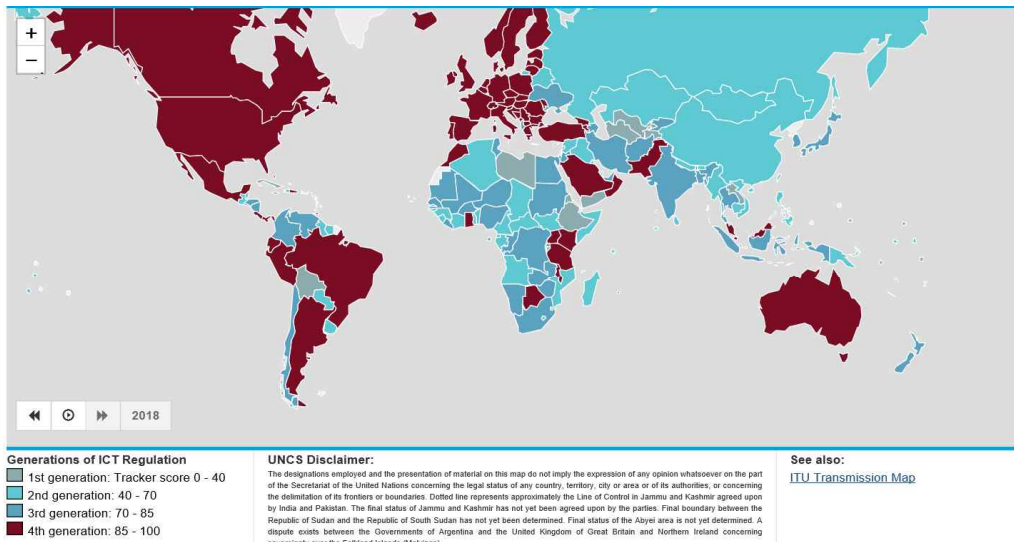 +
−
2018
Generations of ICT Regulation
1st generation: Tracker score 0 - 40
2nd generation: 40 - 70
3rd generation: 70 - 85
4th generation: 85 - 100
UNCS Disclaimer:
The designations employed and the presentation of material on this map do not imply the expression of any opinion whatsoever on the part
of the Secretariat of the United Nations concerning the legal status of any country, territory, city or area or of its authorities, or concerning
the delimitation of its frontiers or boundaries. Dotted line represents approximately the Line of Control in Jammu and Kashmir agreed upon
by India and Pakistan. The final status of Jammu and Kashmir has not yet been agreed upon by the parties. Final boundary between the
Republic of Sudan and the Republic of South Sudan has not yet been determined. Final status of the Abyei area is not yet determined. A
dispute exists between the Governments of Argentina and the United Kingdom of Great Britain and Northern Ireland concerning
See also:
ITU Transmission Map